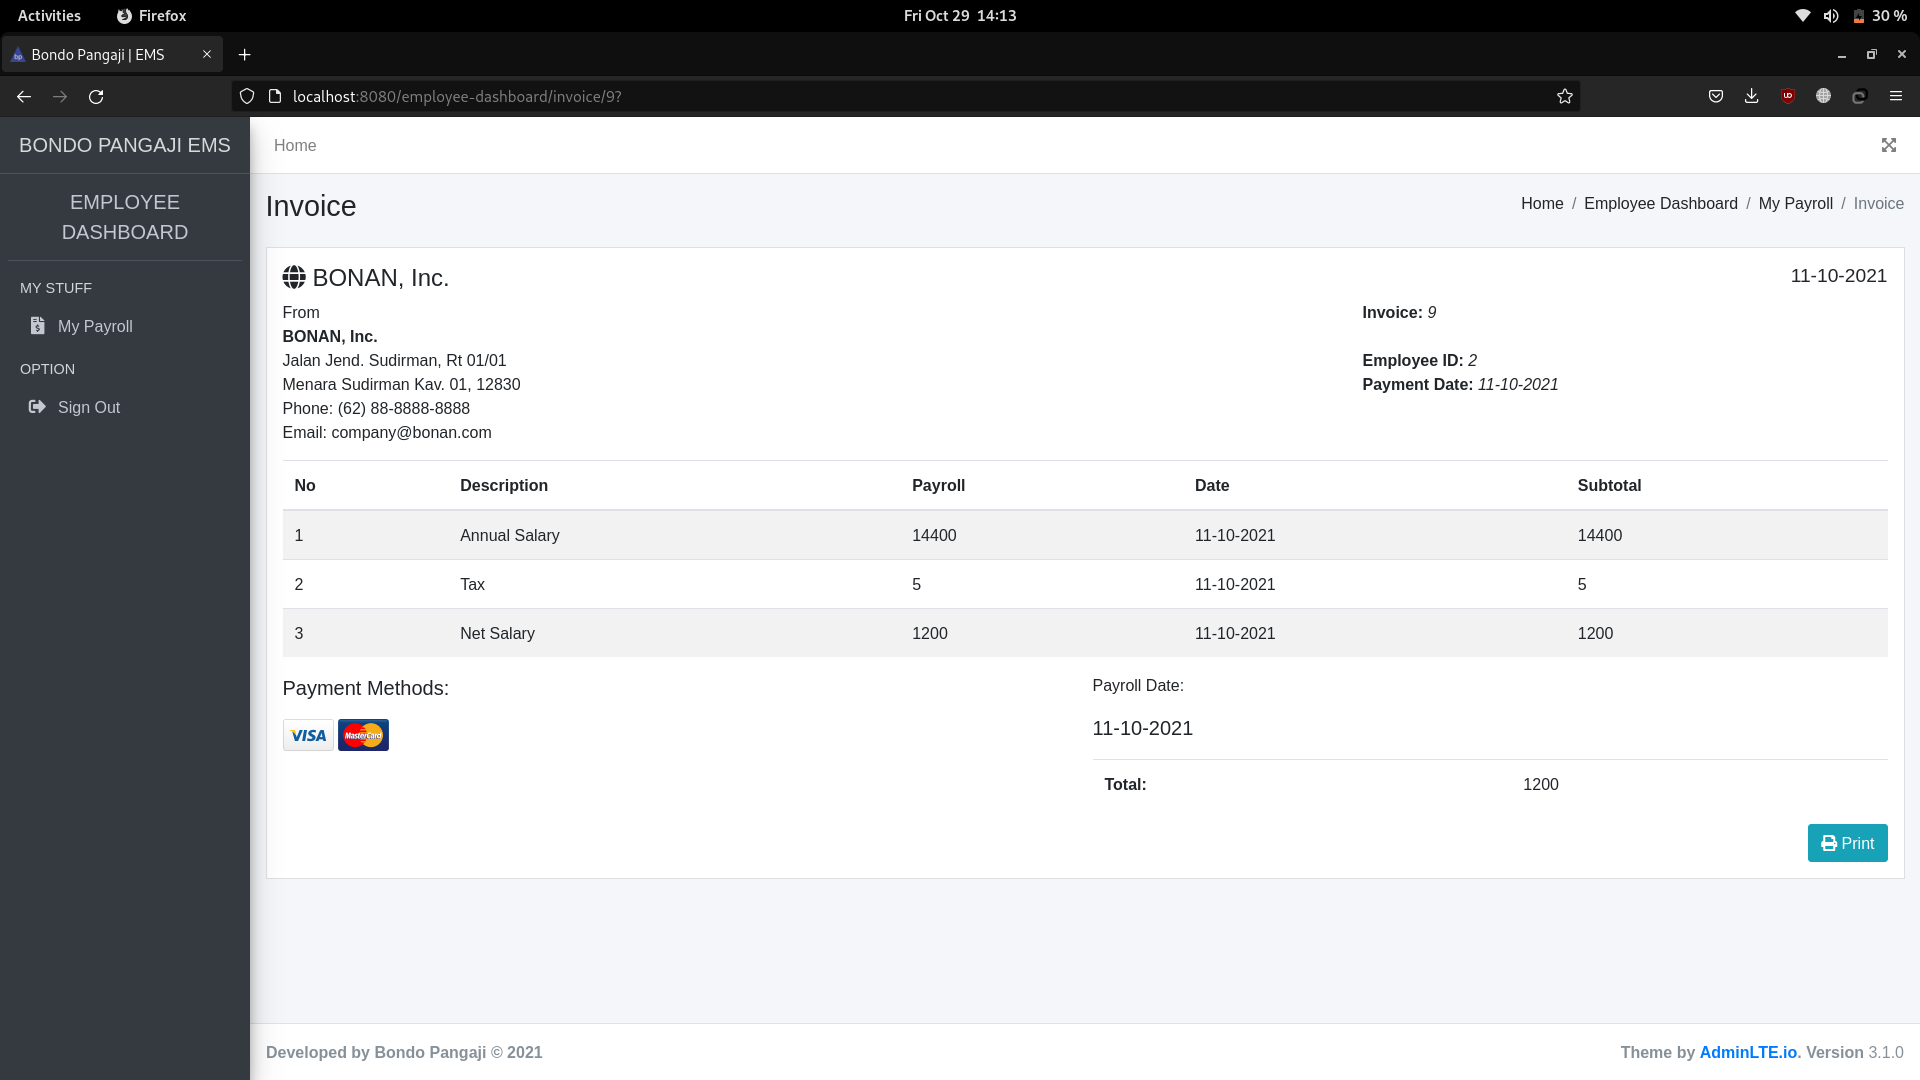 Activities Firefox Fri Oct 29 14:13 30 %
Bondo Pangaji | EMS
localhost:8080/employee-dashboard/invoice/9?
BONDO PANGAJI EMS
EMPLOYEE
DASHBOARD
MY STUFF
My Payroll
OPTION
Sign Out
Home
Invoice
Home / Employee Dashboard / My Payroll / Invoice
BONAN, Inc. 11-10-2021
From
BONAN, Inc.
Jalan Jend. Sudirman, Rt 01/01
Menara Sudirman Kav. 01, 12830
Phone: (62) 88-8888-8888
Email: company@bonan.com
Invoice: 9
Employee ID: 2
Payment Date: 11-10-2021
No Description Payroll Date Subtotal
1 Annual Salary 14400 11-10-2021 14400
2 Tax 5 11-10-2021 5
3 Net Salary 1200 11-10-2021 1200
Payment Methods:
VISA MasterCard
Payroll Date:
11-10-2021
Total: 1200
Print
Developed by Bondo Pangaji © 2021
Theme by AdminLTE.io. Version 3.1.0